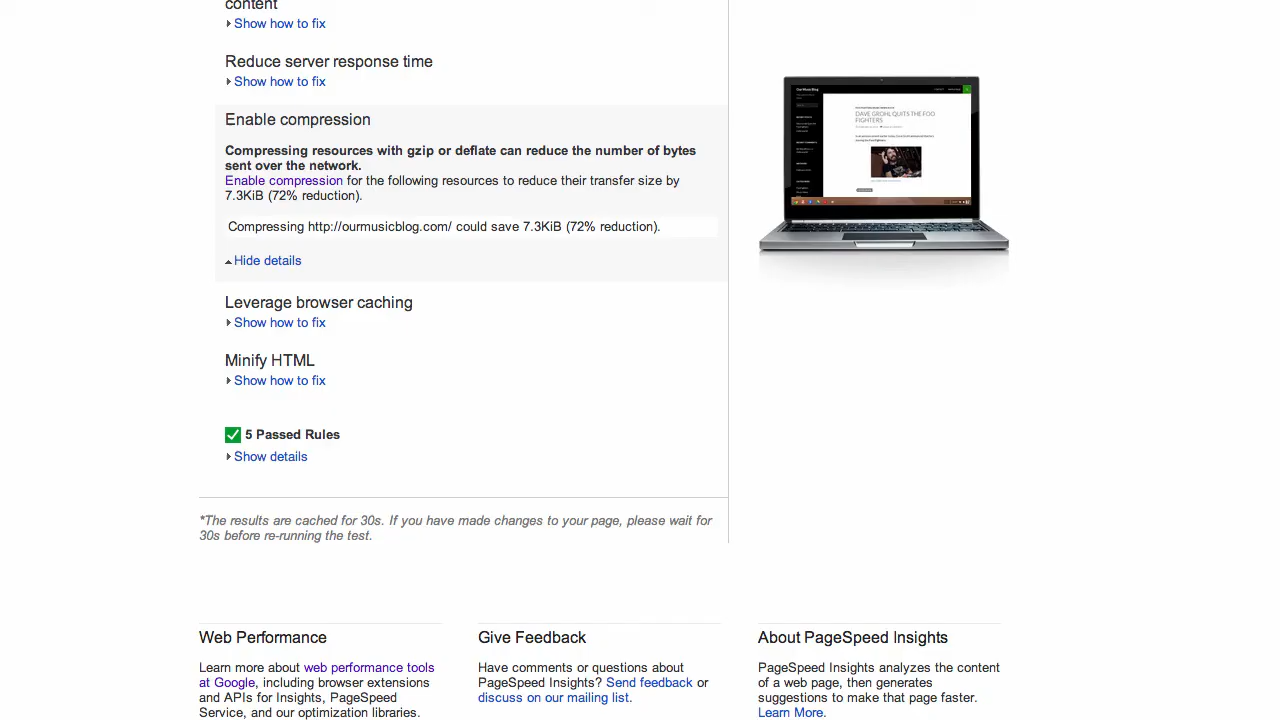 content
Show how to fix
Reduce server response time
Show how to fix
Enable compression
Compressing resources with gzip or deflate can reduce the number of bytes
sent over the network.
Enable compression for the following resources to reduce their transfer size by
7.3KiB (72% reduction).
Compressing http://ourmusicblog.com/ could save 7.3KiB (72% reduction).
Hide details
Leverage browser caching
Show how to fix
Minify HTML
Show how to fix
5 Passed Rules
Show details
*The results are cached for 30s. If you have made changes to your page, please wait for
30s before re-running the test.
Our Music Blog
DAVE GROHL QUITS THE FOO
FIGHTERS
Web Performance
Learn more about web performance tools
at Google, including browser extensions
and APIs for Insights, PageSpeed
Service, and our optimization libraries.
Give Feedback
Have comments or questions about
PageSpeed Insights? Send feedback or
discuss on our mailing list.
About PageSpeed Insights
PageSpeed Insights analyzes the content
of a web page, then generates
suggestions to make that page faster.
Learn More.